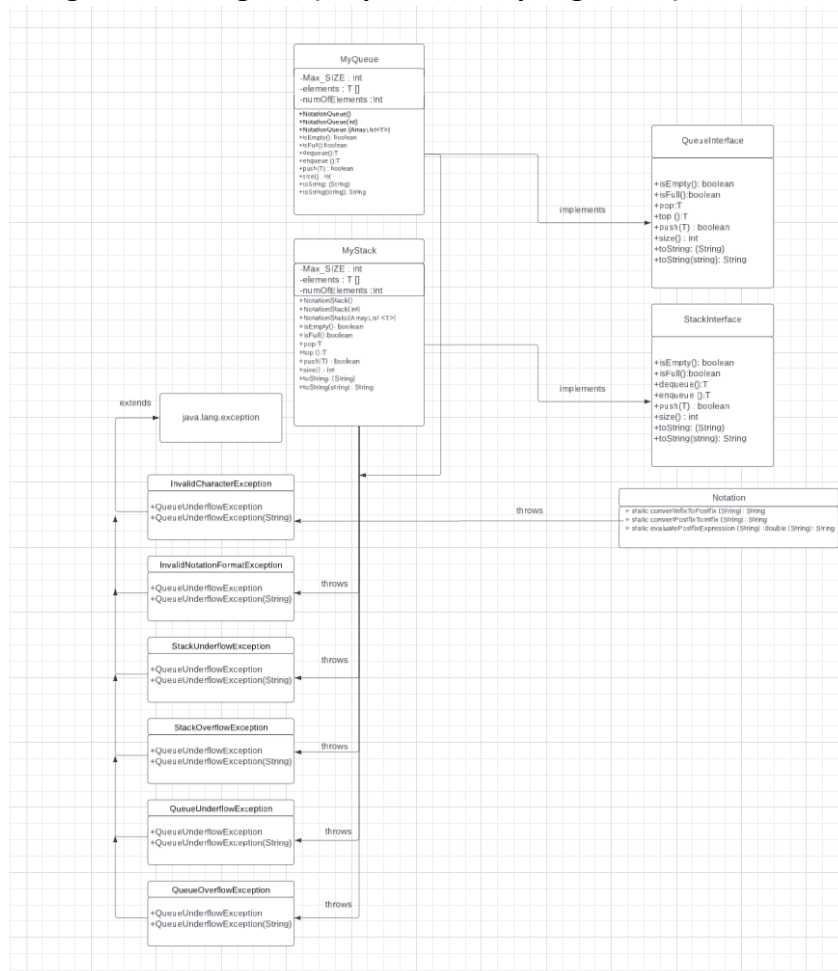 MyQueue
-Max_SIZE : int
-elements : T []
-numOfElements :int
+NotationQueue()
+NotationQueue(int)
+NotationQueue (ArrayList<T>)
+isEmpty(): boolean
+isFull():boolean
+dequeue():T
+enqueue ():T
+push(T) : boolean
+size() : int
+toString: (String)
+toString(string): String
QueueInterface
+isEmpty(): boolean
+isFull():boolean
+pop:T
+top ():T
+push(T) : boolean
+size() : int
+toString: (String)
+toString(string): String
implements
MyStack
-Max_SIZE : int
-elements : T []
-numOfElements :int
+NotationStack()
+NotationStack(int)
+NotationStatic(ArrayList <T>)
+isEmpty(): boolean
+isFull():boolean
+pop:T
+top ():T
+push(T) : boolean
+size() : int
+toString: (String)
+toString(string): String
StackInterface
+isEmpty(): boolean
+isFull():boolean
+dequeue():T
+enqueue ():T
+push(T) : boolean
+size() : int
+toString: (String)
+toString(string): String
implements
extends
java.lang.exception
InvalidCharacterException
+QueueUnderflowException
+QueueUnderflowException(String)
throws
Notation
+ static convertInfixToPostfix (String) : String
+ static convertPostfixToInfix (String) : String
+ static evaluatePostfixExpression (String) :double (String): String
InvalidNotationFormatException
+QueueUnderflowException
+QueueUnderflowException(String)
throws
StackUnderflowException
+QueueUnderflowException
+QueueUnderflowException(String)
throws
StackOverflowException
+QueueUnderflowException
+QueueUnderflowException(String)
throws
QueueUnderflowException
+QueueUnderflowException
+QueueUnderflowException(String)
throws
QueueOverflowException
+QueueUnderflowException
+QueueUnderflowException(String)
throws